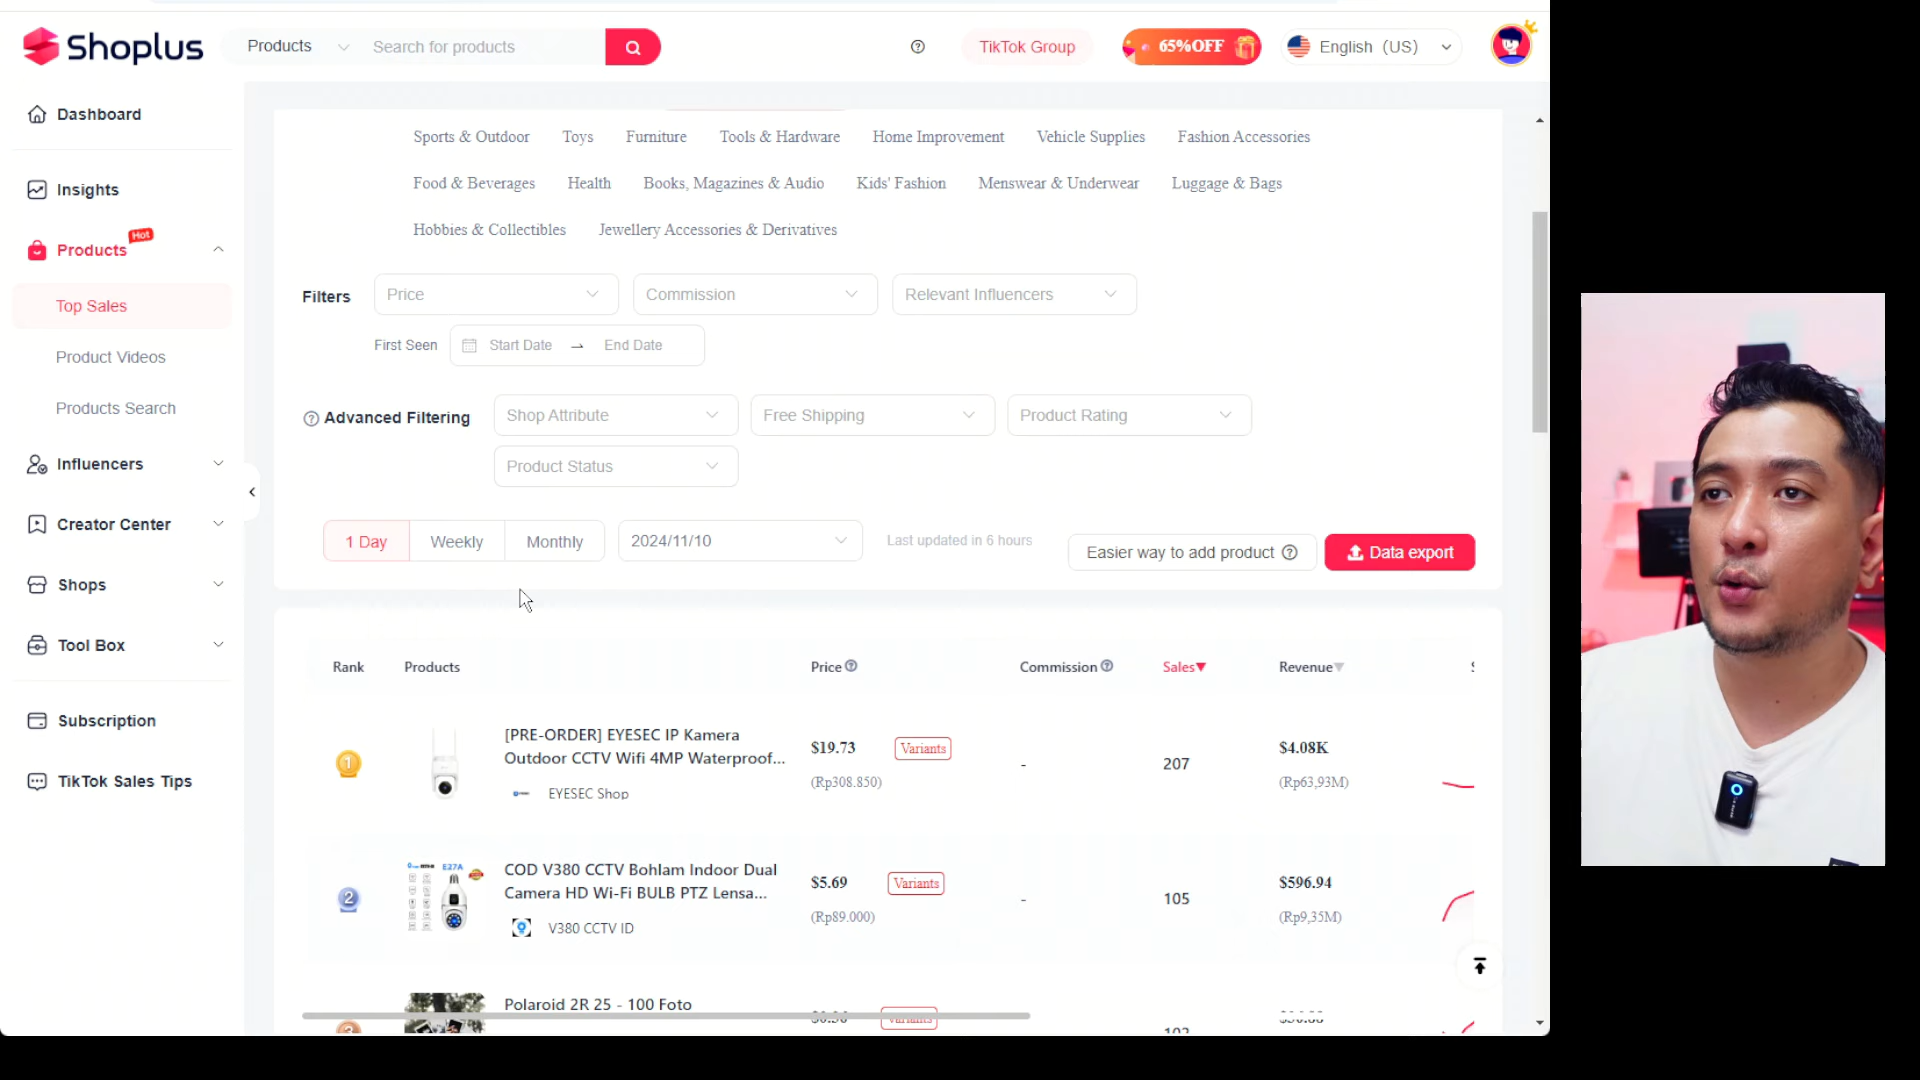 Shoplus
Products
Search for products
TikTok Group
65%OFF
English (US)
Dashboard
Insights
Products
Hot
Top Sales
Product Videos
Products Search
Influencers
Creator Center
Shops
Tool Box
Subscription
TikTok Sales Tips
Sports & Outdoor Toys Furniture Tools & Hardware Home Improvement Vehicle Supplies Fashion Accessories
Food & Beverages Health Books, Magazines & Audio Kids' Fashion Menswear & Underwear Luggage & Bags
Hobbies & Collectibles Jewellery Accessories & Derivatives
Filters Price Commission Relevant Influencers
First Seen Start Date → End Date
Advanced Filtering Shop Attribute Free Shipping Product Rating
Product Status
1 Day Weekly Monthly 2024/11/10 Last updated in 6 hours Easier way to add product Data export
Rank Products Price Commission Sales Revenue
1
[PRE-ORDER] EYESEC IP Kamera
Outdoor CCTV Wifi 4MP Waterproof...
EYESEC Shop
$19.73 Variants
(Rp308.850)
-
207
$4.08K
(Rp63,93M)
2
E27A
COD V380 CCTV Bohlam Indoor Dual
Camera HD Wi-Fi BULB PTZ Lensa...
V380 CCTV ID
$5.69 Variants
(Rp89.000)
-
105
$596.94
(Rp9,35M)
Polaroid 2R 25 - 100 Foto